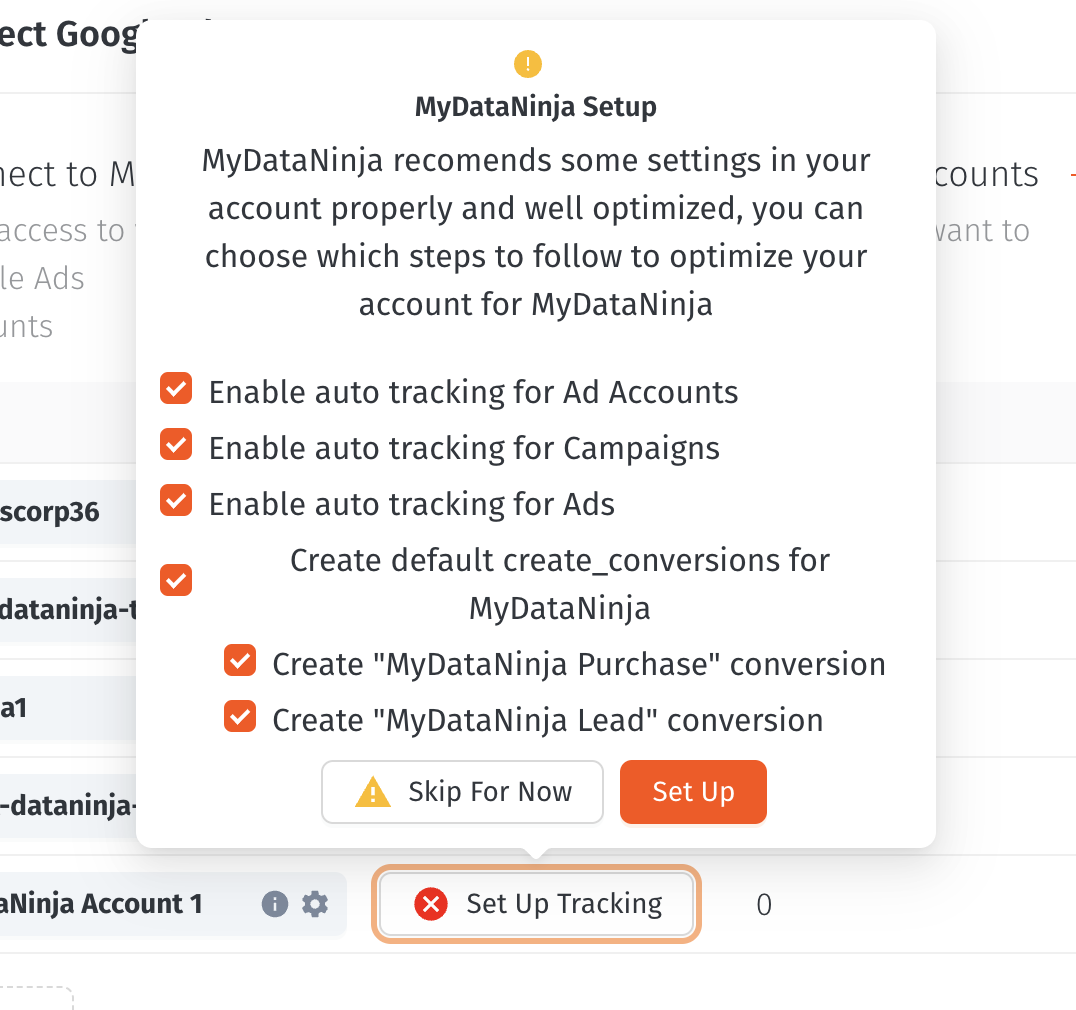 ect Goog
MyDataNinja Setup
MyDataNinja recomends some settings in your
account properly and well optimized, you can
choose which steps to follow to optimize your
account for MyDataNinja
nect to M
counts
access to
want to
le Ads
unts
Enable auto tracking for Ad Accounts
Enable auto tracking for Campaigns
Enable auto tracking for Ads
Create default create_conversions for
MyDataNinja
Create "MyDataNinja Purchase" conversion
Create "MyDataNinja Lead" conversion
Skip For Now
Set Up
scorp36
dataninja-t
a1
-dataninja-
aNinja Account 1
Set Up Tracking
0